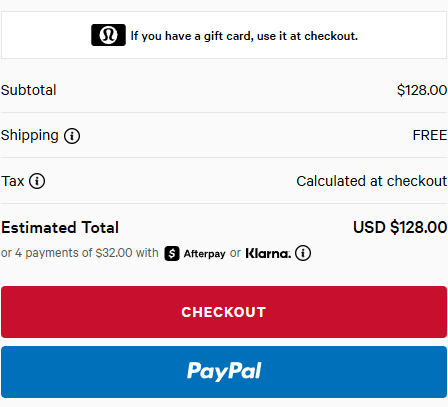 If you have a gift card, use it at checkout.
Subtotal $128.00
Shipping FREE
Tax Calculated at checkout
Estimated Total USD $128.00
or 4 payments of $32.00 with Afterpay or Klarna.
CHECKOUT
PayPal